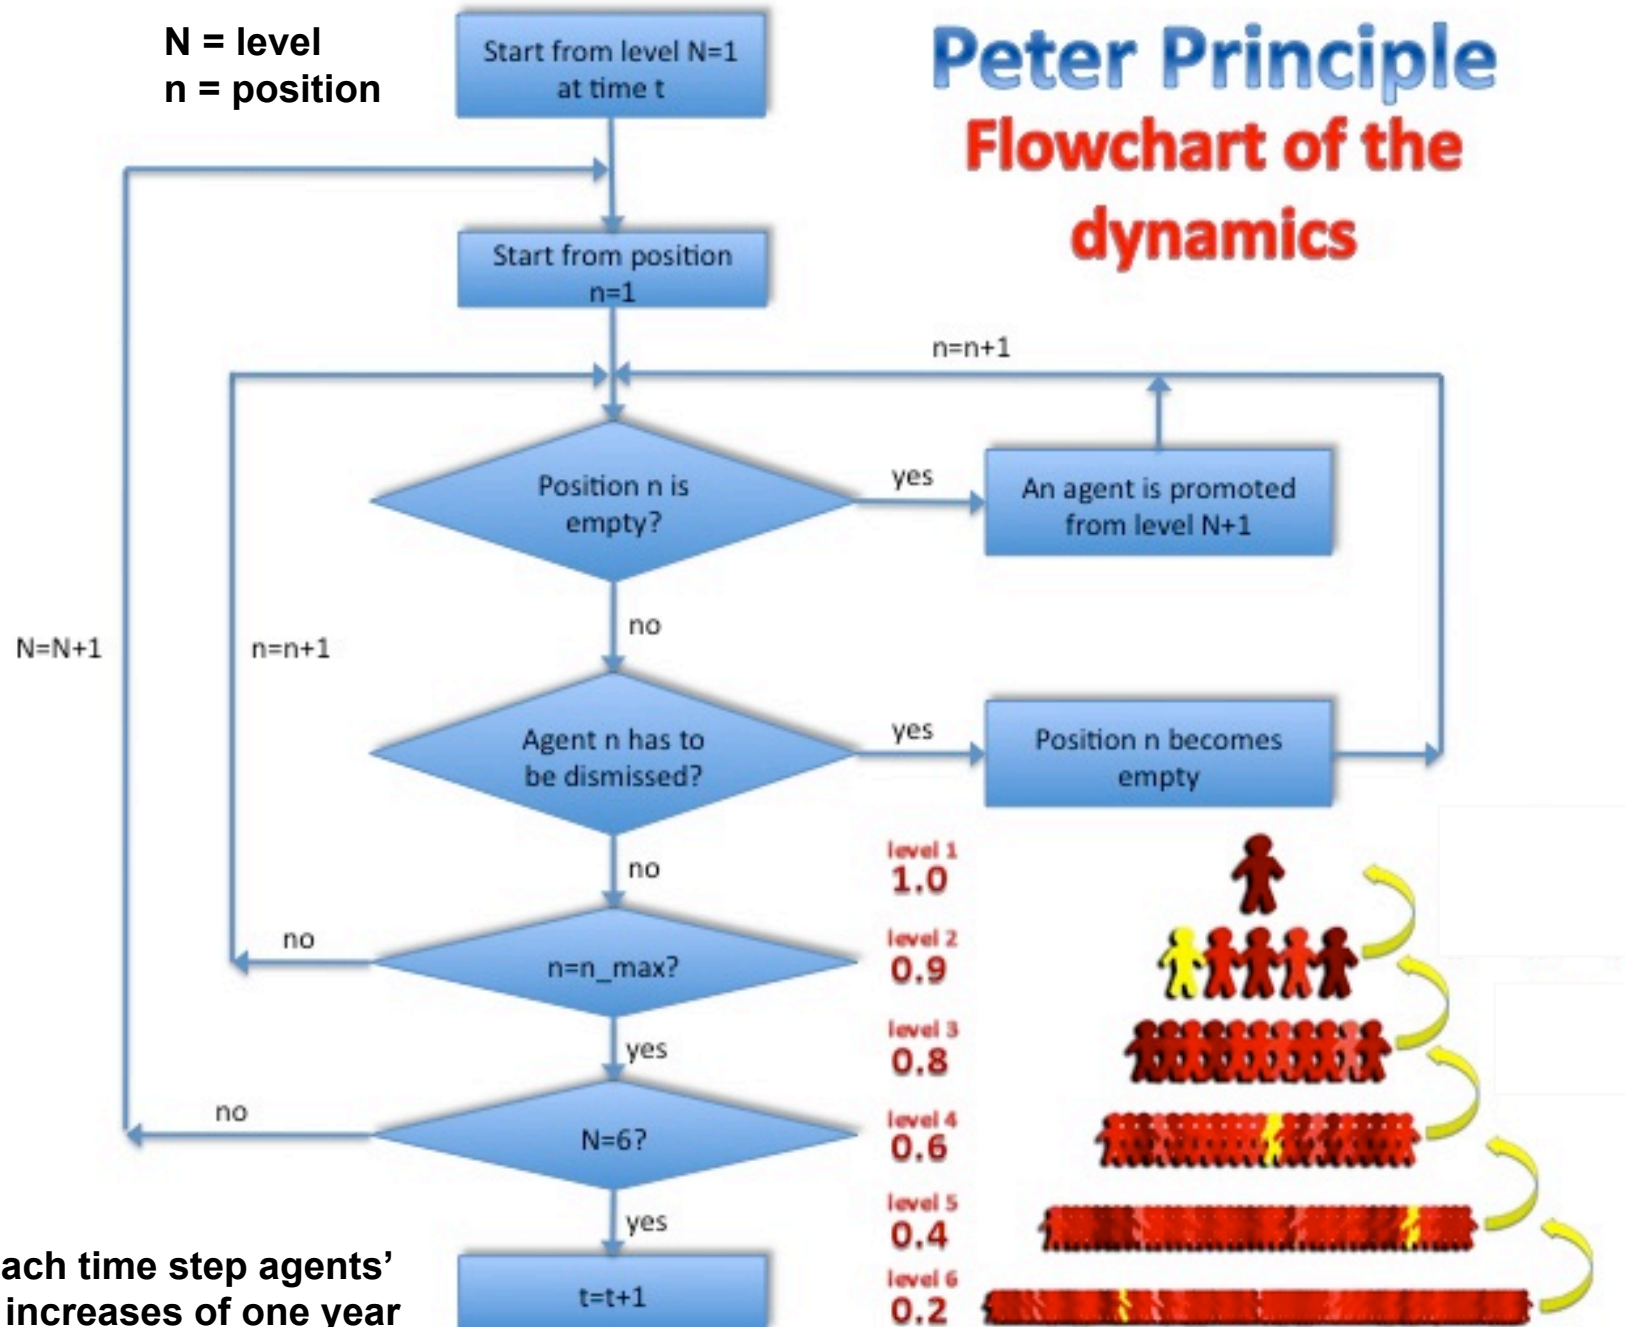 N = level
n = position
Peter Principle
Flowchart of the
dynamics
Start from level N=1
at time t
Start from position
n=1
n=n+1
Position n is
empty?
yes
An agent is promoted
from level N+1
no
N=N+1
n=n+1
Agent n has to
be dismissed?
yes
Position n becomes
empty
no
no
n=n_max?
yes
no
N=6?
yes
t=t+1
level 1
1.0
level 2
0.9
level 3
0.8
level 4
0.6
level 5
0.4
level 6
0.2
ach time step agents'
increases of one year